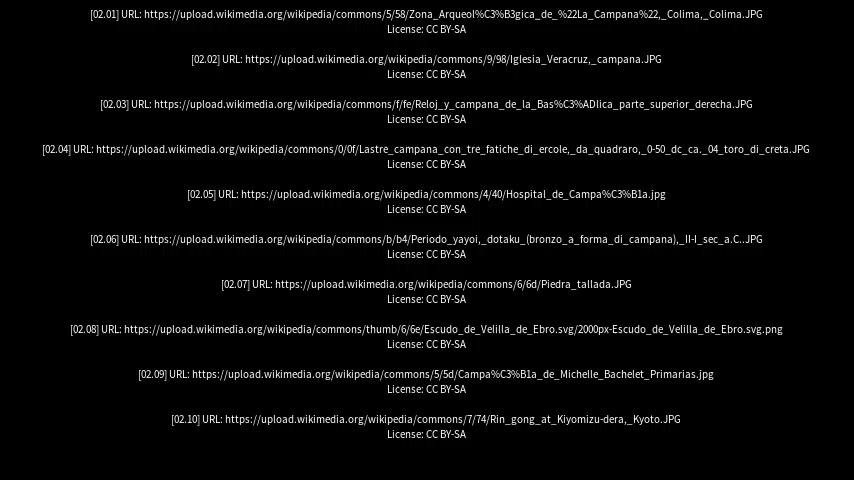 [02.01] URL: https://upload.wikimedia.org/wikipedia/commons/5/58/Zona_Arqueol%C3%B3gica_de_%22La_Campana%22,_Colima,_Colima.JPG
License: CC BY-SA
[02.02] URL: https://upload.wikimedia.org/wikipedia/commons/9/98/Iglesia_Veracruz,_campana.JPG
License: CC BY-SA
[02.03] URL: https://upload.wikimedia.org/wikipedia/commons/f/fe/Reloj_y_campana_de_la_Bas%C3%ADlica_parte_superior_derecha.JPG
License: CC BY-SA
[02.04] URL: https://upload.wikimedia.org/wikipedia/commons/0/0f/Lastre_campana_con_tre_fatiche_di_ercole,_da_quadraro,_0-50_dc_ca._04_toro_di_creta.JPG
License: CC BY-SA
[02.05] URL: https://upload.wikimedia.org/wikipedia/commons/4/40/Hospital_de_Campa%C3%B1a.jpg
License: CC BY-SA
[02.06] URL: https://upload.wikimedia.org/wikipedia/commons/b/b4/Periodo_yayoi,_dotaku_(bronzo_a_forma_di_campana),_II-I_sec_a.C..JPG
License: CC BY-SA
[02.07] URL: https://upload.wikimedia.org/wikipedia/commons/6/6d/Piedra_tallada.JPG
License: CC BY-SA
[02.08] URL: https://upload.wikimedia.org/wikipedia/commons/thumb/6/6e/Escudo_de_Velilla_de_Ebro.svg/2000px-Escudo_de_Velilla_de_Ebro.svg.png
License: CC BY-SA
[02.09] URL: https://upload.wikimedia.org/wikipedia/commons/5/5d/Campa%C3%B1a_de_Michelle_Bachelet_Primarias.jpg
License: CC BY-SA
[02.10] URL: https://upload.wikimedia.org/wikipedia/commons/7/74/Rin_gong_at_Kiyomizu-dera,_Kyoto.JPG
License: CC BY-SA